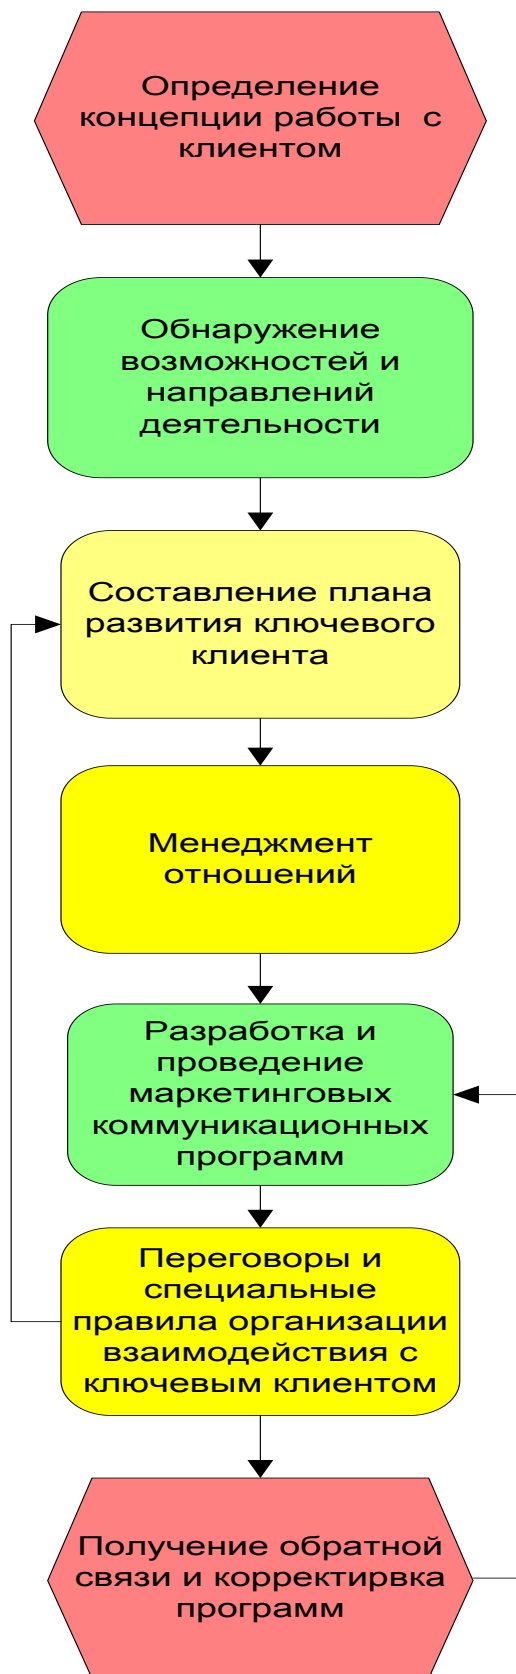 Определение
концепции работы  с
клиентом
Обнаружение
возможностей и
направлений
деятельности
Составление плана
развития ключевого
клиента
Менеджмент
отношений
Разработка и
проведение
маркетинговых
коммуникационных
программ
Переговоры и
специальные
правила организации
взаимодействия с
ключевым клиентом
Получение обратной
связи и корректирвка
программ